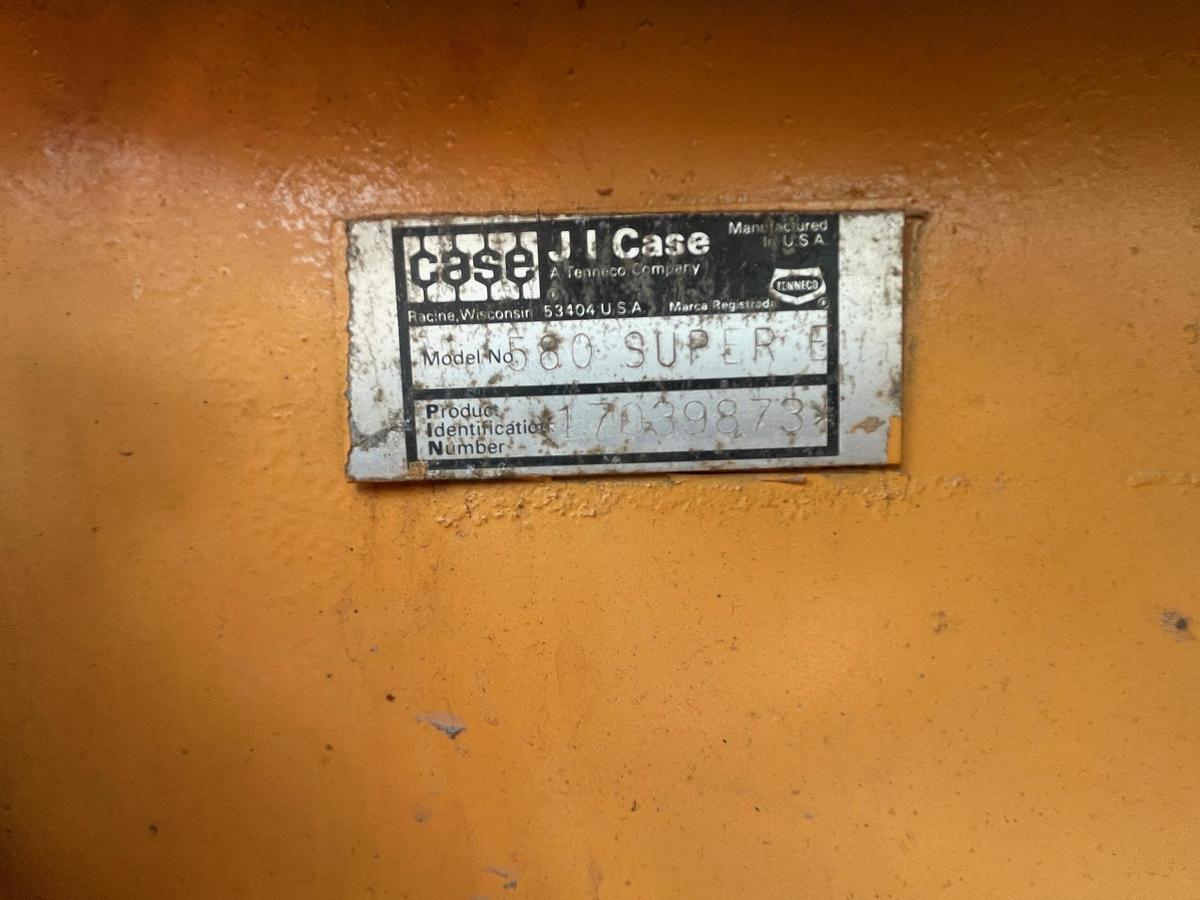 case
J I Case
Manufactured
In U.S.A.
A Tenneco Company
TENNECO
Racine, Wisconsin 53404 U.S.A. Marca Registrada
Model No. 580 SUPER E
Product
Identification
Number
*17039873*